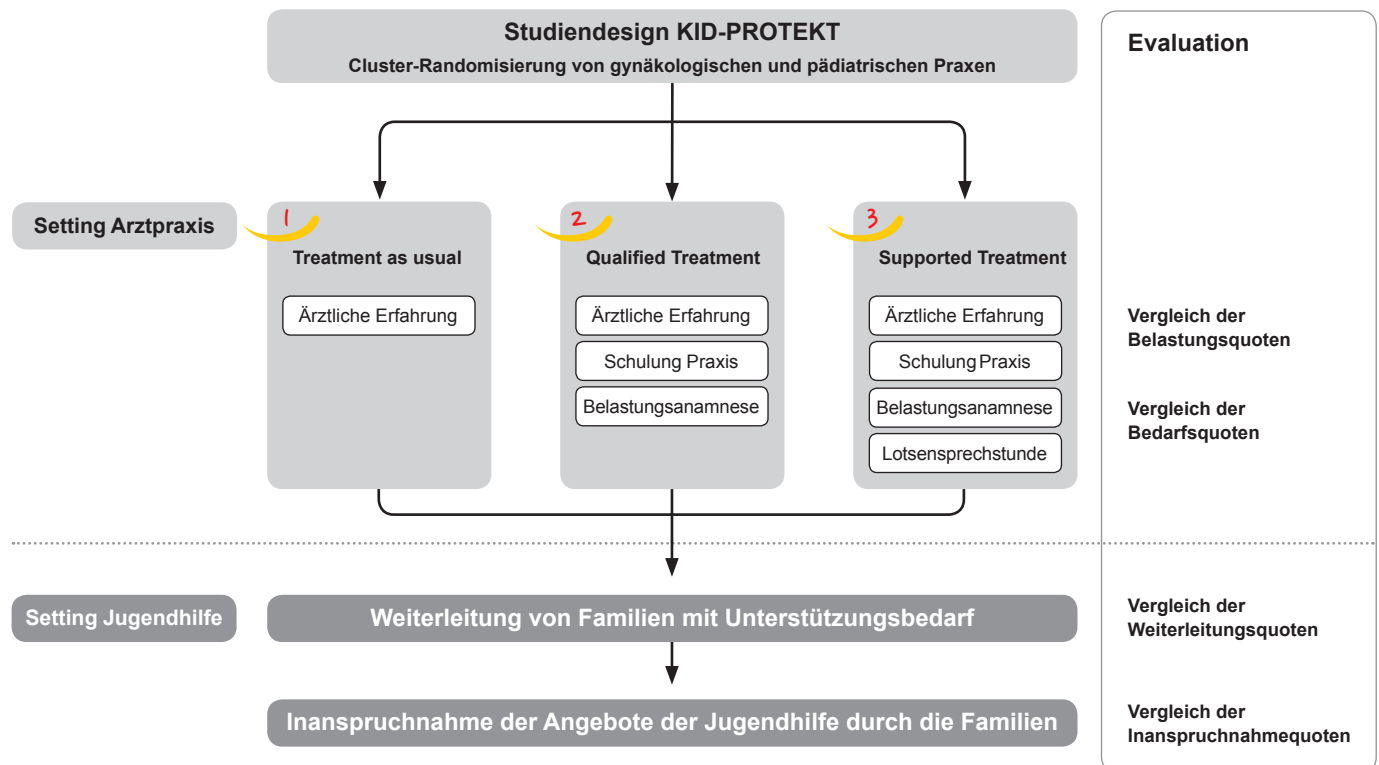 Studiendesign KID-PROTEKT
Cluster-Randomisierung von gynäkologischen und pädiatrischen Praxen
Evaluation
Setting Arztpraxis
1
Treatment as usual
Ärztliche Erfahrung
2
Qualified Treatment
Ärztliche Erfahrung
Schulung Praxis
Belastungsanamnese
3
Supported Treatment
Ärztliche Erfahrung
Schulung Praxis
Belastungsanamnese
Lotsensprechstunde
Vergleich der
Belastungsquoten
Vergleich der
Bedarfsquoten
Setting Jugendhilfe
Weiterleitung von Familien mit Unterstützungsbedarf
Vergleich der
Weiterleitungsquoten
Inanspruchnahme der Angebote der Jugendhilfe durch die Familien
Vergleich der
Inanspruchnahmequoten